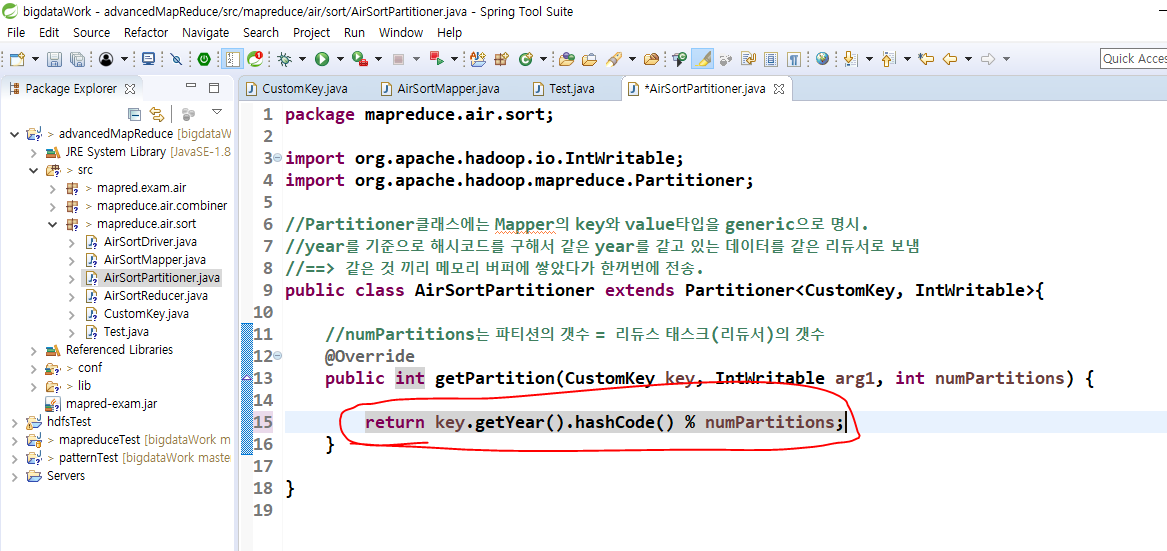 bigdataWork - advancedMapReduce/src/mapreduce/air/sort/AirSortPartitioner.java - Spring Tool Suite
File Edit Source Refactor Navigate Search Project Run Window Help
Quick Acces
Package Explorer
CustomKey.java
AirSortMapper.java
Test.java
*AirSortPartitioner.java
> advancedMapReduce [bigdataW
JRE System Library [JavaSE-1.8
> src
> mapred.exam.air
> mapreduce.air.combiner
> mapreduce.air.sort
AirSortDriver.java
AirSortMapper.java
AirSortPartitioner.java
AirSortReducer.java
CustomKey.java
Test.java
Referenced Libraries
> conf
> lib
mapred-exam.jar
hdfsTest
> mapreduceTest [bigdataWork m
> patternTest [bigdataWork master
Servers
1 package mapreduce.air.sort;
2
3 import org.apache.hadoop.io.IntWritable;
4 import org.apache.hadoop.mapreduce.Partitioner;
5
6 //Partitioner클래스에는 Mapper의 key와 value타입을 generic으로 명시.
7 //year를 기준으로 해시코드를 구해서 같은 year를 갖고 있는 데이터를 같은 리듀서로 보냄
8 //==> 같은 것 끼리 메모리 버퍼에 쌓았다가 한꺼번에 전송.
9 public class AirSortPartitioner extends Partitioner<CustomKey, IntWritable>{
10
11 //numPartitions는 파티션의 갯수 = 리듀스 태스크(리듀서)의 갯수
12 @Override
13 public int getPartition(CustomKey key, IntWritable arg1, int numPartitions) {
14
15 return key.getYear().hashCode() % numPartitions;
16 }
17
18 }
19